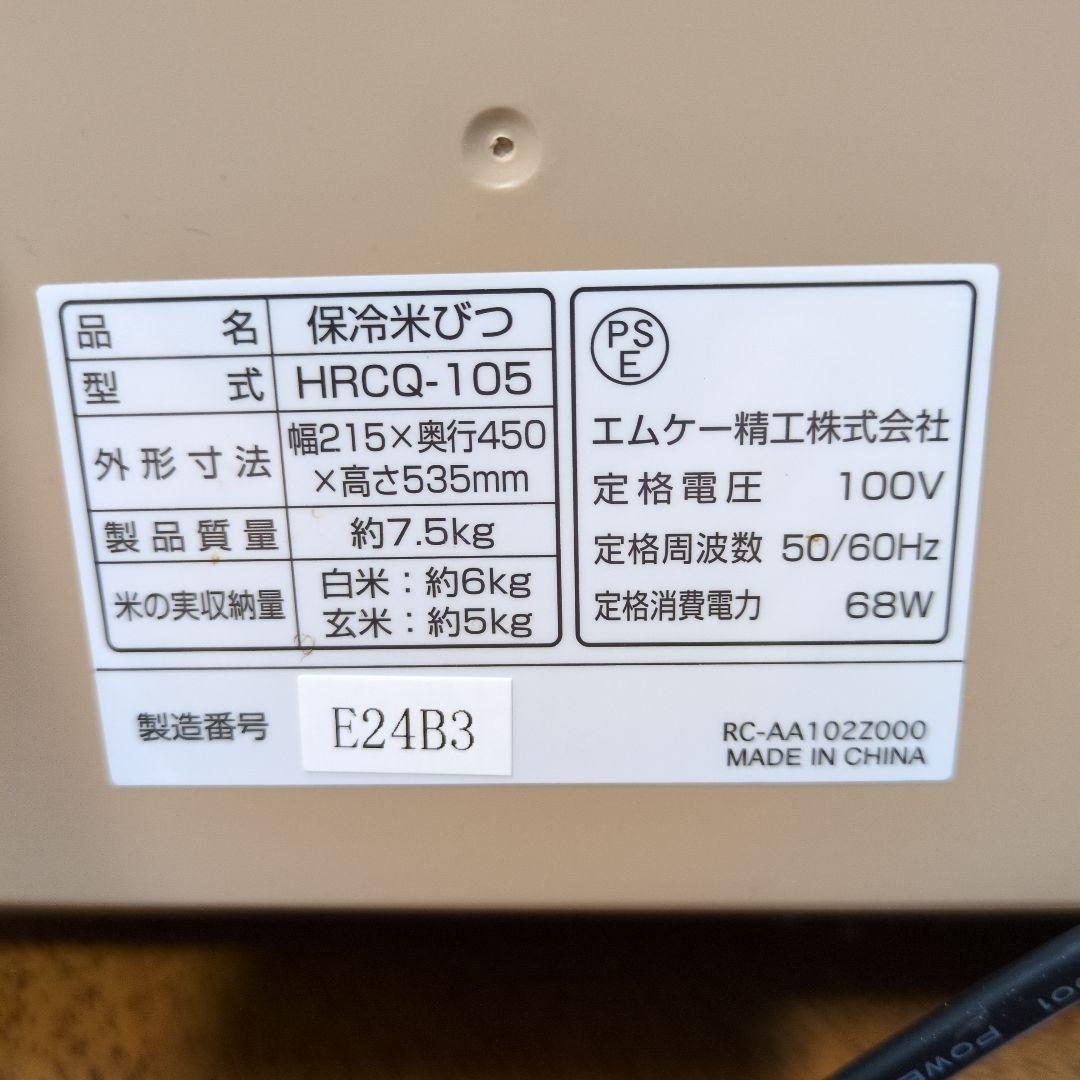 品名 保冷米びつ
型式 HRCQ-105
外形寸法 幅215×奥行450
×高さ535mm
製品質量 約7.5kg
米の実収納量 白米：約6kg
玄米：約5kg
PS
E
エムケー精工株式会社
定格電圧 100V
定格周波数 50/60Hz
定格消費電力 68W
製造番号 E24B3
RC-AA102Z000
MADE IN CHINA